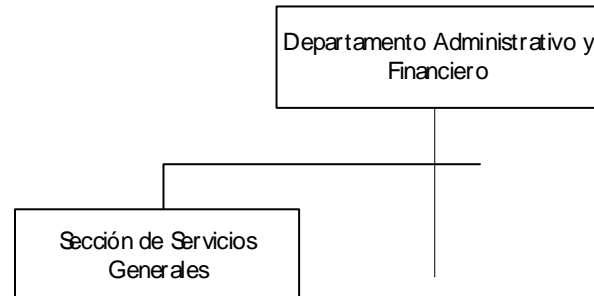 Departamento Administrativo y
Financiero
Sección de Servicios
Generales